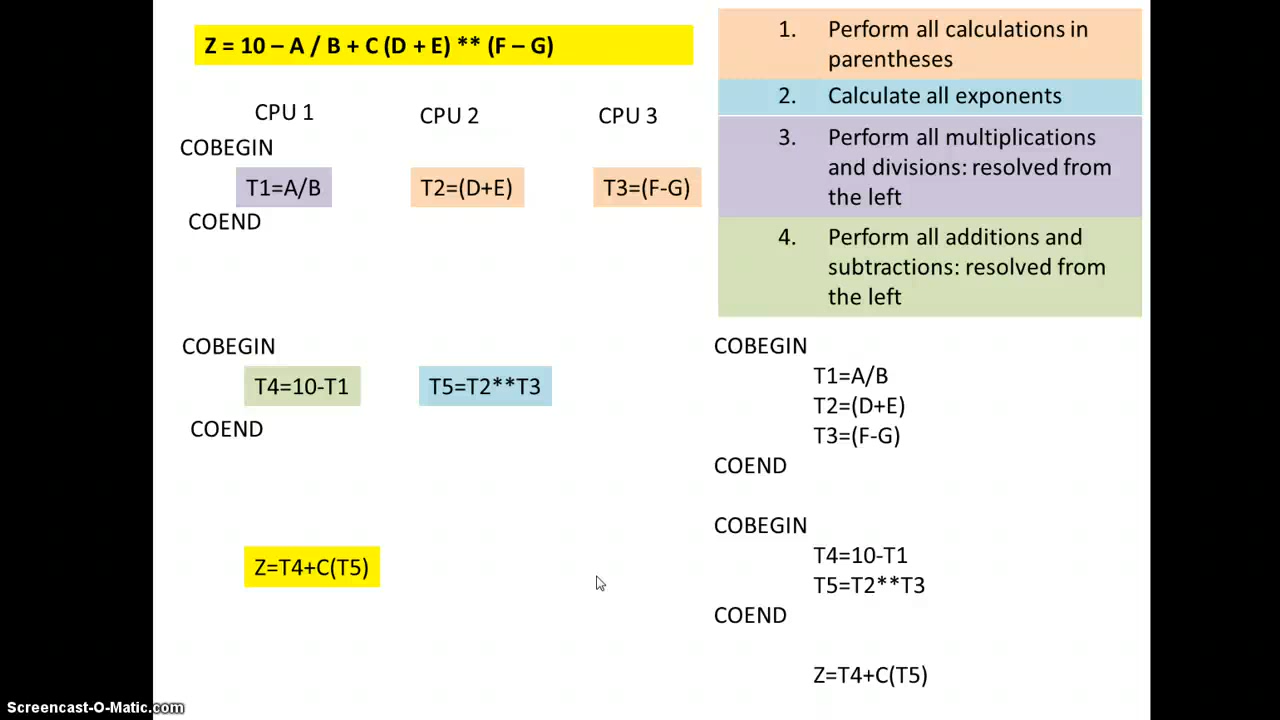 Z = 10 – A / B + C (D + E) ** (F – G)
CPU 1 CPU 2 CPU 3
COBEGIN
T1=A/B T2=(D+E) T3=(F-G)
COEND
COBEGIN
T4=10-T1 T5=T2**T3
COEND
Z=T4+C(T5)
1. Perform all calculations in
parentheses
2. Calculate all exponents
3. Perform all multiplications
and divisions: resolved from
the left
4. Perform all additions and
subtractions: resolved from
the left
COBEGIN
T1=A/B
T2=(D+E)
T3=(F-G)
COEND
COBEGIN
T4=10-T1
T5=T2**T3
COEND
Z=T4+C(T5)
Screencast-O-Matic.com